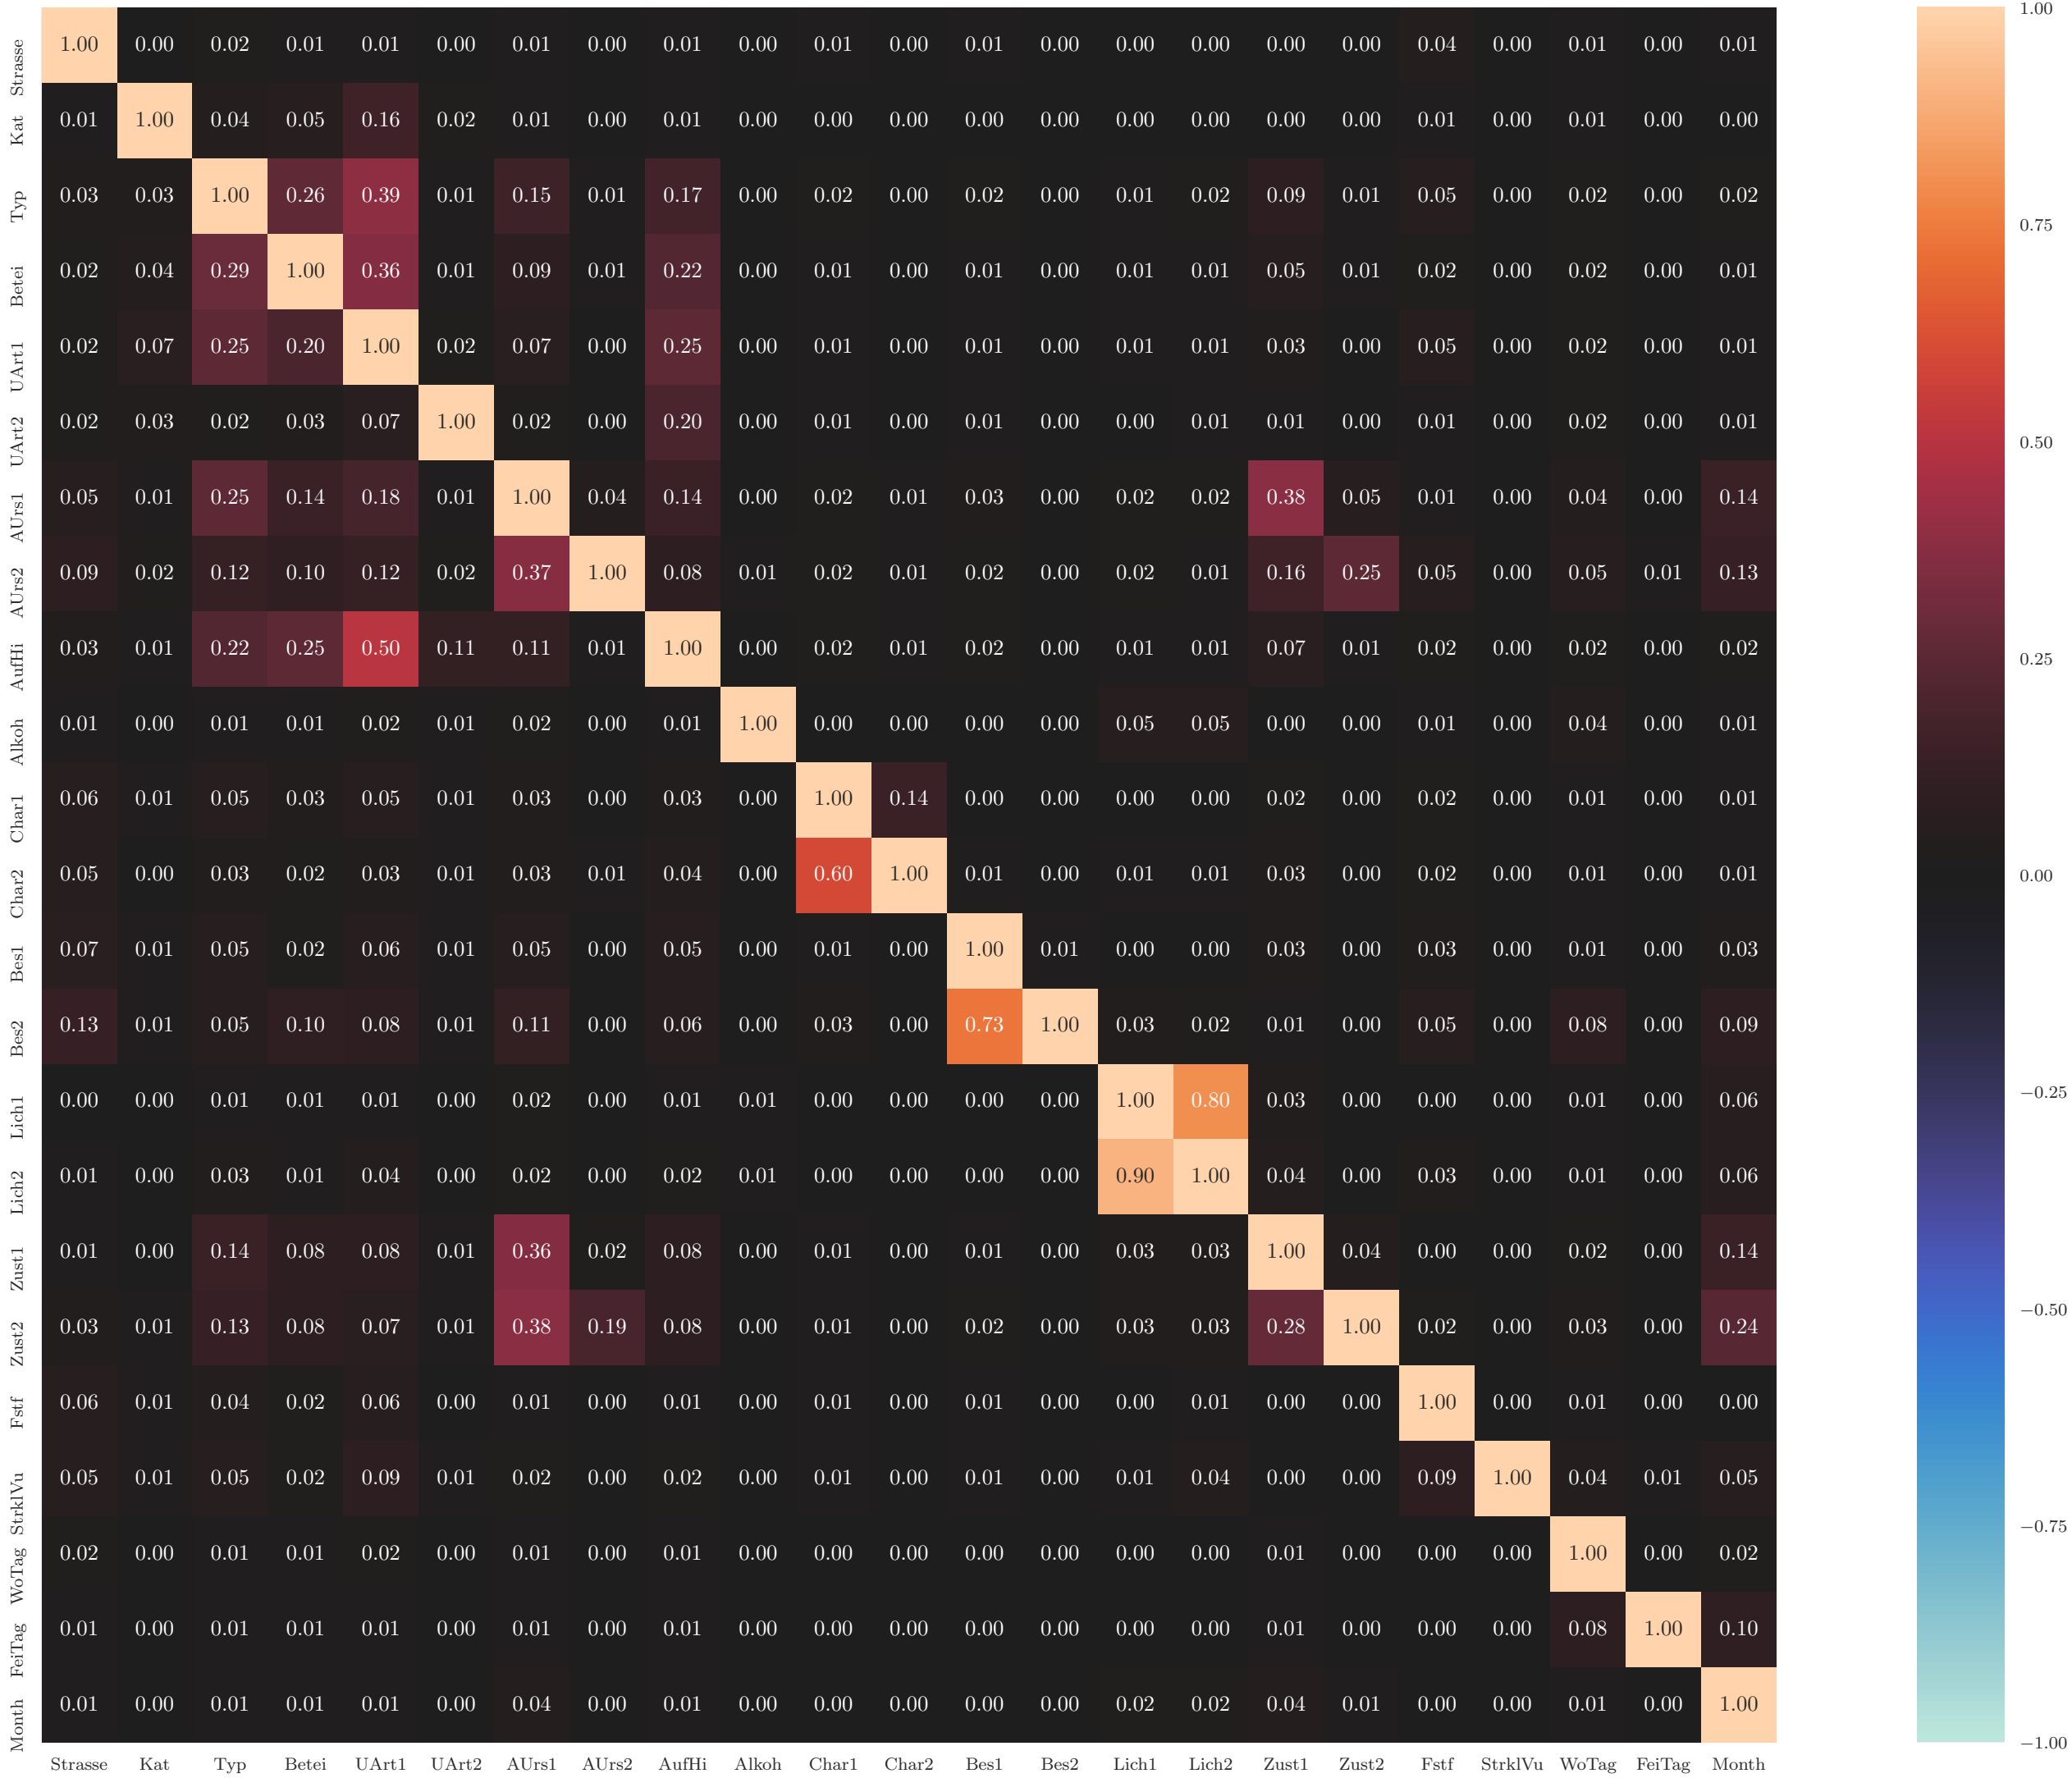 Strasse 1.00 0.00 0.02 0.01 0.01 0.00 0.01 0.00 0.01 0.00 0.01 0.00 0.01 0.00 0.00 0.00 0.00 0.00 0.04 0.00 0.01 0.00 0.01
Kat 0.01 1.00 0.04 0.05 0.16 0.02 0.01 0.00 0.01 0.00 0.00 0.00 0.00 0.00 0.00 0.00 0.00 0.00 0.01 0.00 0.01 0.00 0.00
Typ 0.03 0.03 1.00 0.26 0.39 0.01 0.15 0.01 0.17 0.00 0.02 0.00 0.02 0.00 0.01 0.02 0.09 0.01 0.05 0.00 0.02 0.00 0.02
Betei 0.02 0.04 0.29 1.00 0.36 0.01 0.09 0.01 0.22 0.00 0.01 0.00 0.01 0.00 0.01 0.01 0.05 0.01 0.02 0.00 0.02 0.00 0.01
UArt1 0.02 0.07 0.25 0.20 1.00 0.02 0.07 0.00 0.25 0.00 0.01 0.00 0.01 0.00 0.01 0.01 0.03 0.00 0.05 0.00 0.02 0.00 0.01
UArt2 0.02 0.03 0.02 0.03 0.07 1.00 0.02 0.00 0.20 0.00 0.01 0.00 0.01 0.00 0.00 0.01 0.01 0.00 0.01 0.00 0.02 0.00 0.01
AUrs1 0.05 0.01 0.25 0.14 0.18 0.01 1.00 0.04 0.14 0.00 0.02 0.01 0.03 0.00 0.02 0.02 0.38 0.05 0.01 0.00 0.04 0.00 0.14
AUrs2 0.09 0.02 0.12 0.10 0.12 0.02 0.37 1.00 0.08 0.01 0.02 0.01 0.02 0.00 0.02 0.01 0.16 0.25 0.05 0.00 0.05 0.01 0.13
AufHi 0.03 0.01 0.22 0.25 0.50 0.11 0.11 0.01 1.00 0.00 0.02 0.01 0.02 0.00 0.01 0.01 0.07 0.01 0.02 0.00 0.02 0.00 0.02
Alkoh 0.01 0.00 0.01 0.01 0.02 0.01 0.02 0.00 0.01 1.00 0.00 0.00 0.00 0.00 0.05 0.05 0.00 0.00 0.01 0.00 0.04 0.00 0.01
Char1 0.06 0.01 0.05 0.03 0.05 0.01 0.03 0.00 0.03 0.00 1.00 0.14 0.00 0.00 0.00 0.00 0.02 0.00 0.02 0.00 0.01 0.00 0.01
Char2 0.05 0.00 0.03 0.02 0.03 0.01 0.03 0.01 0.04 0.00 0.60 1.00 0.01 0.00 0.01 0.01 0.03 0.00 0.02 0.00 0.01 0.00 0.01
Bes1 0.07 0.01 0.05 0.02 0.06 0.01 0.05 0.00 0.05 0.00 0.01 0.00 1.00 0.01 0.00 0.00 0.03 0.00 0.03 0.00 0.01 0.00 0.03
Bes2 0.13 0.01 0.05 0.10 0.08 0.01 0.11 0.00 0.06 0.00 0.03 0.00 0.73 1.00 0.03 0.02 0.01 0.00 0.05 0.00 0.08 0.00 0.09
Lich1 0.00 0.00 0.01 0.01 0.01 0.00 0.02 0.00 0.01 0.01 0.00 0.00 0.00 0.00 1.00 0.80 0.03 0.00 0.00 0.00 0.01 0.00 0.06
Lich2 0.01 0.00 0.03 0.01 0.04 0.00 0.02 0.00 0.02 0.01 0.00 0.00 0.00 0.00 0.90 1.00 0.04 0.00 0.03 0.00 0.01 0.00 0.06
Zust1 0.01 0.00 0.14 0.08 0.08 0.01 0.36 0.02 0.08 0.00 0.01 0.00 0.01 0.00 0.03 0.03 1.00 0.04 0.00 0.00 0.02 0.00 0.14
Zust2 0.03 0.01 0.13 0.08 0.07 0.01 0.38 0.19 0.08 0.00 0.01 0.00 0.02 0.00 0.03 0.03 0.28 1.00 0.02 0.00 0.03 0.00 0.24
Fstf 0.06 0.01 0.04 0.02 0.06 0.00 0.01 0.00 0.01 0.00 0.01 0.00 0.01 0.00 0.00 0.01 0.00 0.00 1.00 0.00 0.01 0.00 0.00
StrklVu 0.05 0.01 0.05 0.02 0.09 0.01 0.02 0.00 0.02 0.00 0.01 0.00 0.01 0.00 0.01 0.04 0.00 0.00 0.09 1.00 0.04 0.01 0.05
WoTag 0.02 0.00 0.01 0.01 0.02 0.00 0.01 0.00 0.01 0.00 0.00 0.00 0.00 0.00 0.00 0.00 0.01 0.00 0.00 0.00 1.00 0.00 0.02
FeiTag 0.01 0.00 0.01 0.01 0.01 0.00 0.01 0.00 0.01 0.00 0.00 0.00 0.00 0.00 0.00 0.00 0.01 0.00 0.00 0.00 0.08 1.00 0.10
Month 0.01 0.00 0.01 0.01 0.01 0.00 0.04 0.00 0.01 0.00 0.00 0.00 0.00 0.00 0.02 0.02 0.04 0.01 0.00 0.00 0.01 0.00 1.00
Strasse Kat Typ Betei UArt1 UArt2 AUrs1 AUrs2 AufHi Alkoh Char1 Char2 Bes1 Bes2 Lich1 Lich2 Zust1 Zust2 Fstf StrklVu WoTag FeiTag Month
1.00
0.75
0.50
0.25
0.00
−0.25
−0.50
−0.75
−1.00